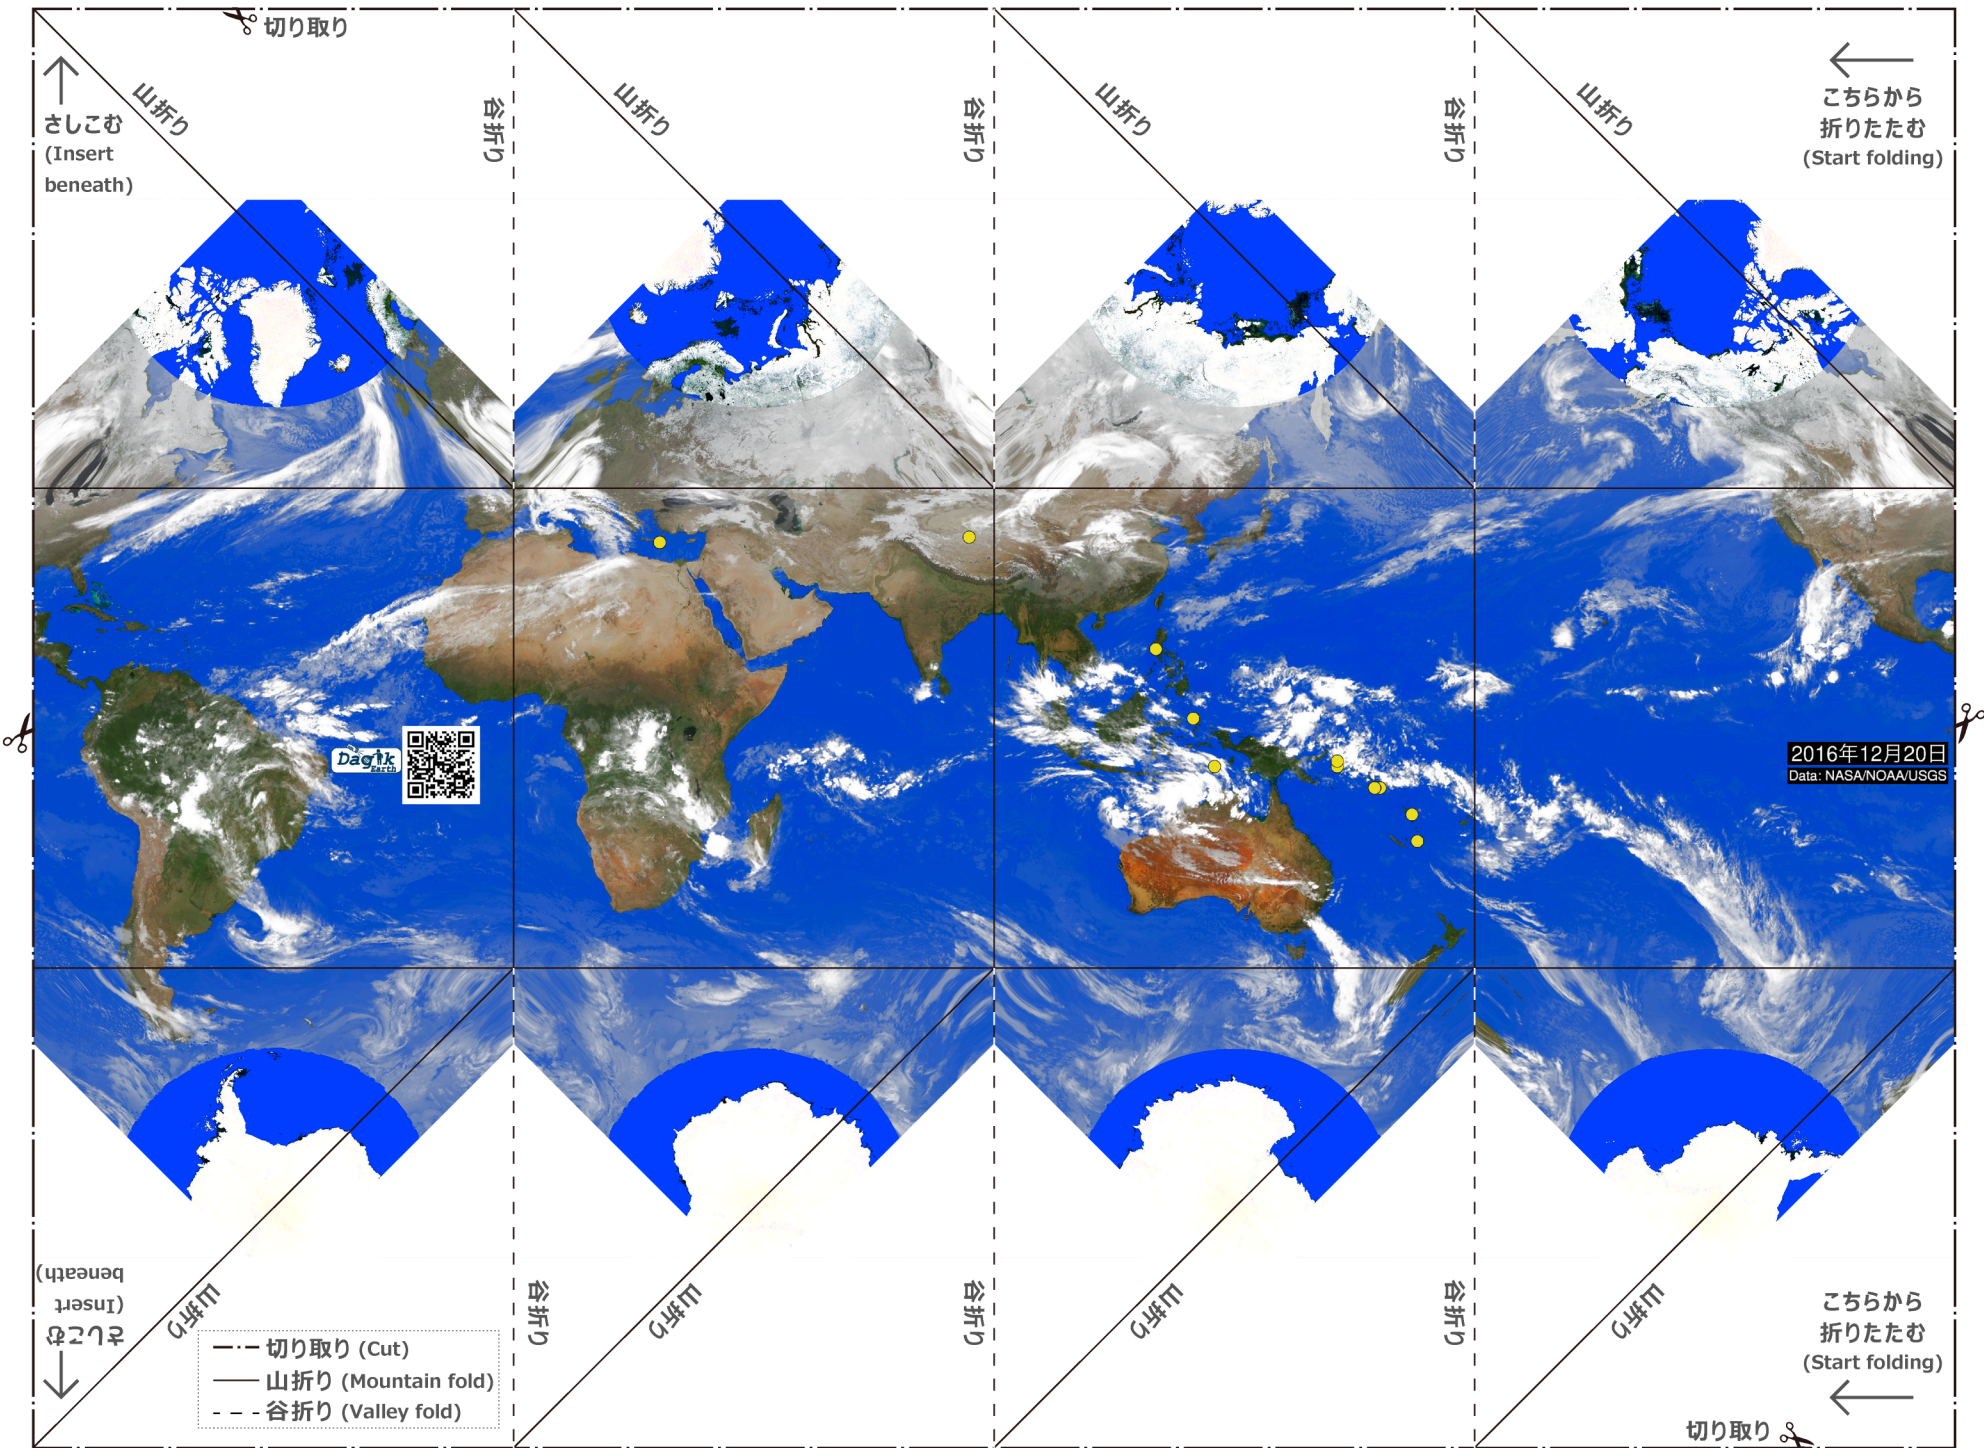 切り取り
山折り
谷折り
山折り
谷折り
山折り
谷折り
山折り
さしこむ
(Insert
beneath)
こちらから
折りたたむ
(Start folding)
Dagik
Earth
2016年12月20日
Data: NASA/NOAA/USGS
さしこむ
(Insert
beneath)
山折り
谷折り
山折り
谷折り
山折り
谷折り
山折り
こちらから
折りたたむ
(Start folding)
切り取り (Cut)
山折り (Mountain fold)
谷折り (Valley fold)
切り取り